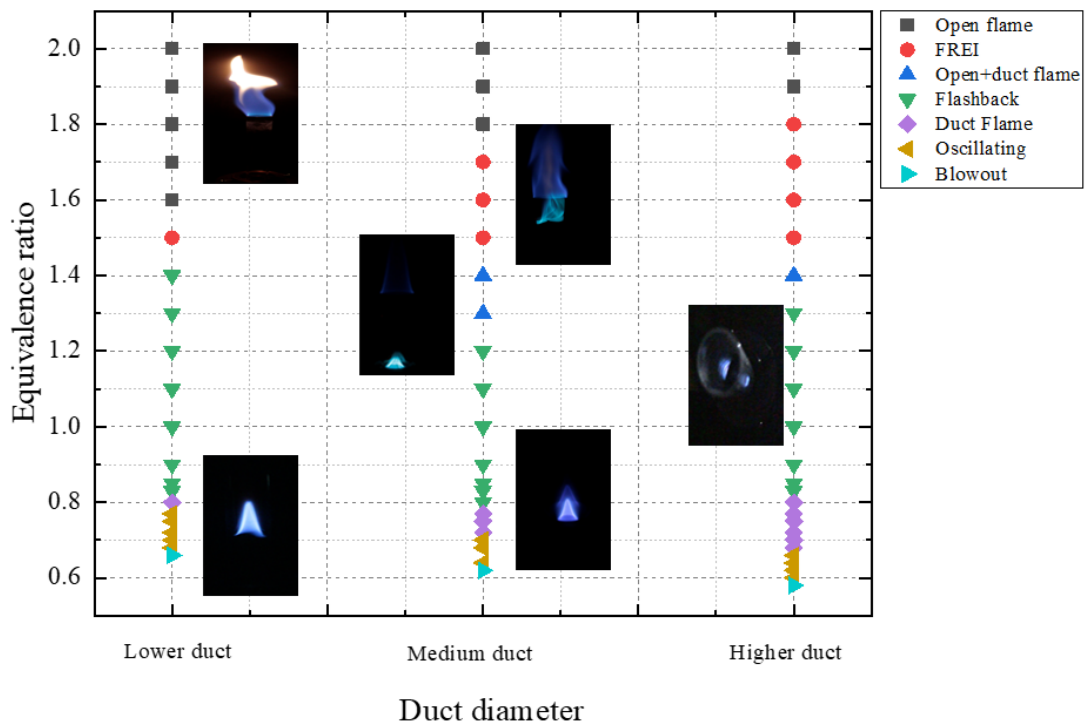 2.0
1.8
1.6
1.4
1.2
1.0
0.8
0.6
Equivalence ratio
Lower duct
Medium duct
Higher duct
Duct diameter
Open flame
FREI
Open+duct flame
Flashback
Duct Flame
Oscillating
Blowout